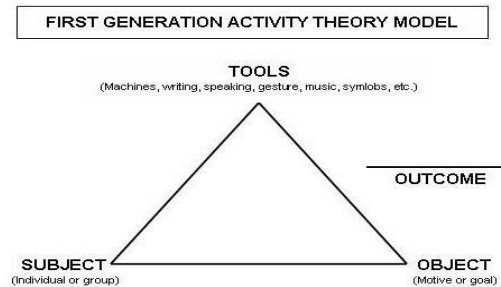 FIRST GENERATION ACTIVITY THEORY MODEL
TOOLS
(Machines, writing, speaking, gesture, music, symlobs, etc.)
OUTCOME
SUBJECT
(Individual or group)
OBJECT
(Motive or goal)